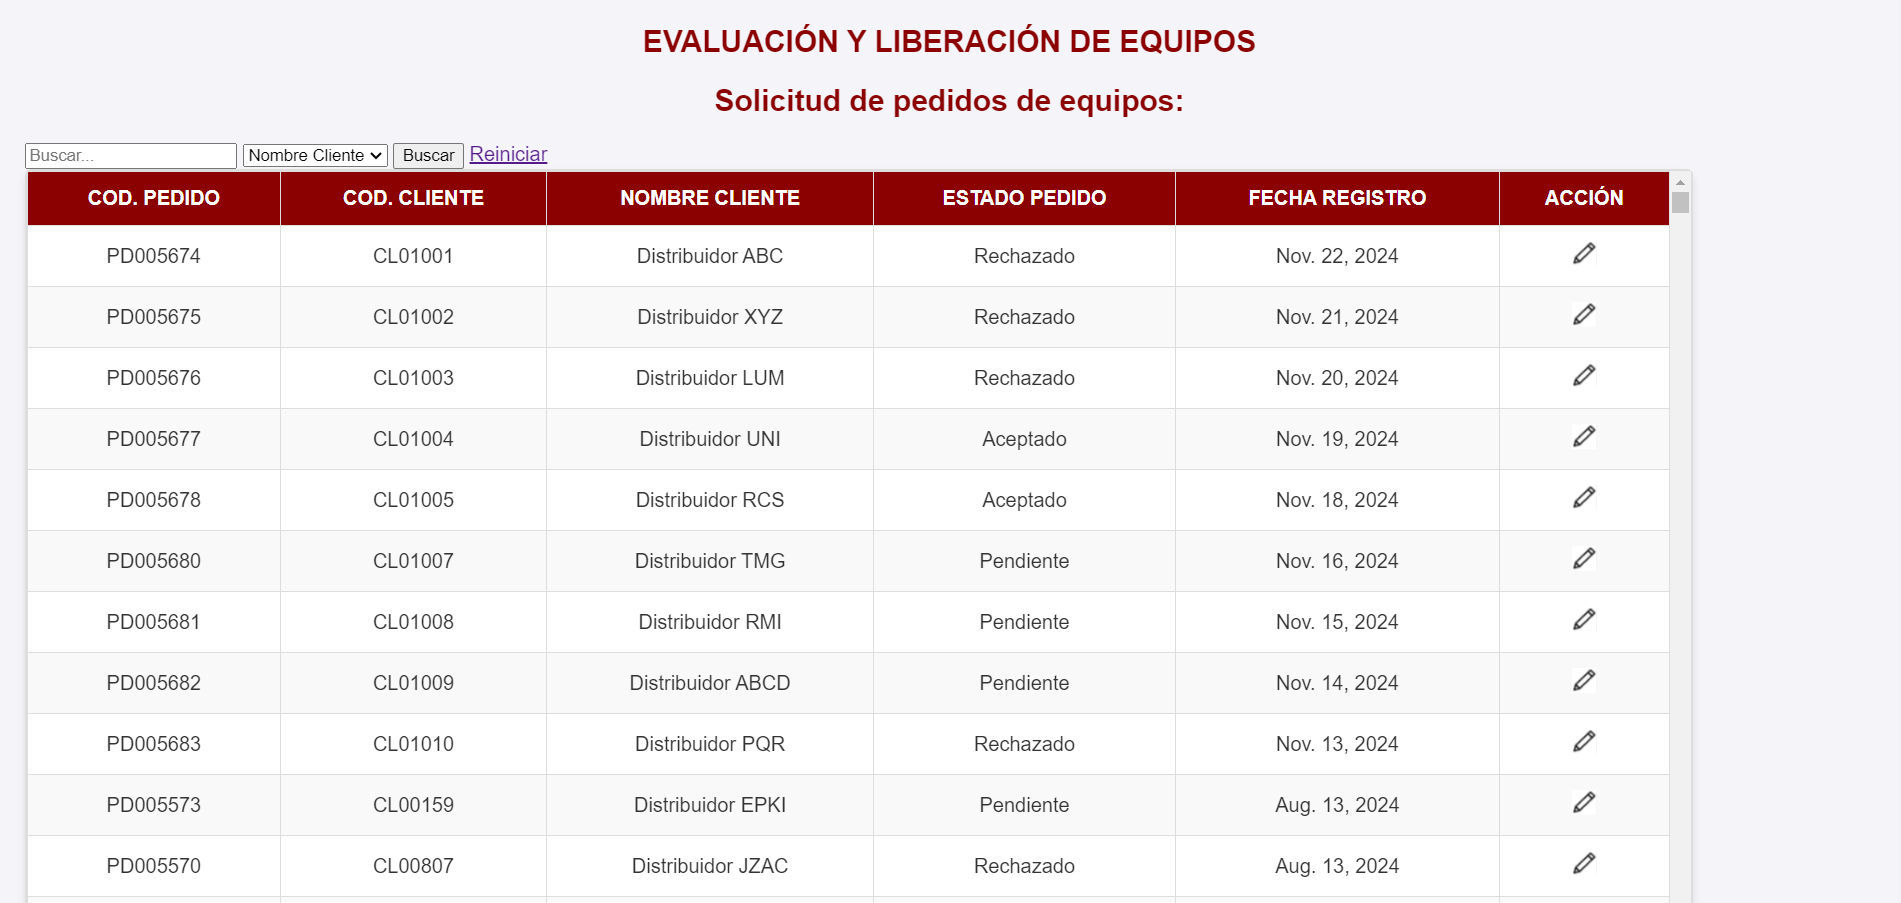 EVALUACIÓN Y LIBERACIÓN DE EQUIPOS
Solicitud de pedidos de equipos:
Buscar... Nombre Cliente Buscar Reiniciar
COD. PEDIDO COD. CLIENTE NOMBRE CLIENTE ESTADO PEDIDO FECHA REGISTRO ACCIÓN
PD005674 CL01001 Distribuidor ABC Rechazado Nov. 22, 2024
PD005675 CL01002 Distribuidor XYZ Rechazado Nov. 21, 2024
PD005676 CL01003 Distribuidor LUM Rechazado Nov. 20, 2024
PD005677 CL01004 Distribuidor UNI Aceptado Nov. 19, 2024
PD005678 CL01005 Distribuidor RCS Aceptado Nov. 18, 2024
PD005680 CL01007 Distribuidor TMG Pendiente Nov. 16, 2024
PD005681 CL01008 Distribuidor RMI Pendiente Nov. 15, 2024
PD005682 CL01009 Distribuidor ABCD Pendiente Nov. 14, 2024
PD005683 CL01010 Distribuidor PQR Rechazado Nov. 13, 2024
PD005573 CL00159 Distribuidor EPKI Pendiente Aug. 13, 2024
PD005570 CL00807 Distribuidor JZAC Rechazado Aug. 13, 2024